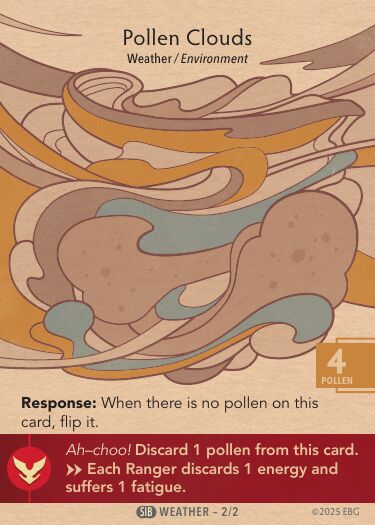 Pollen Clouds
Weather / Environment
4
POLLEN
Response: When there is no pollen on this
card, flip it.
Ah–choo! Discard 1 pollen from this card.
Each Ranger discards 1 energy and
suffers 1 fatigue.
SIB WEATHER – 2/2
©2025 EBG